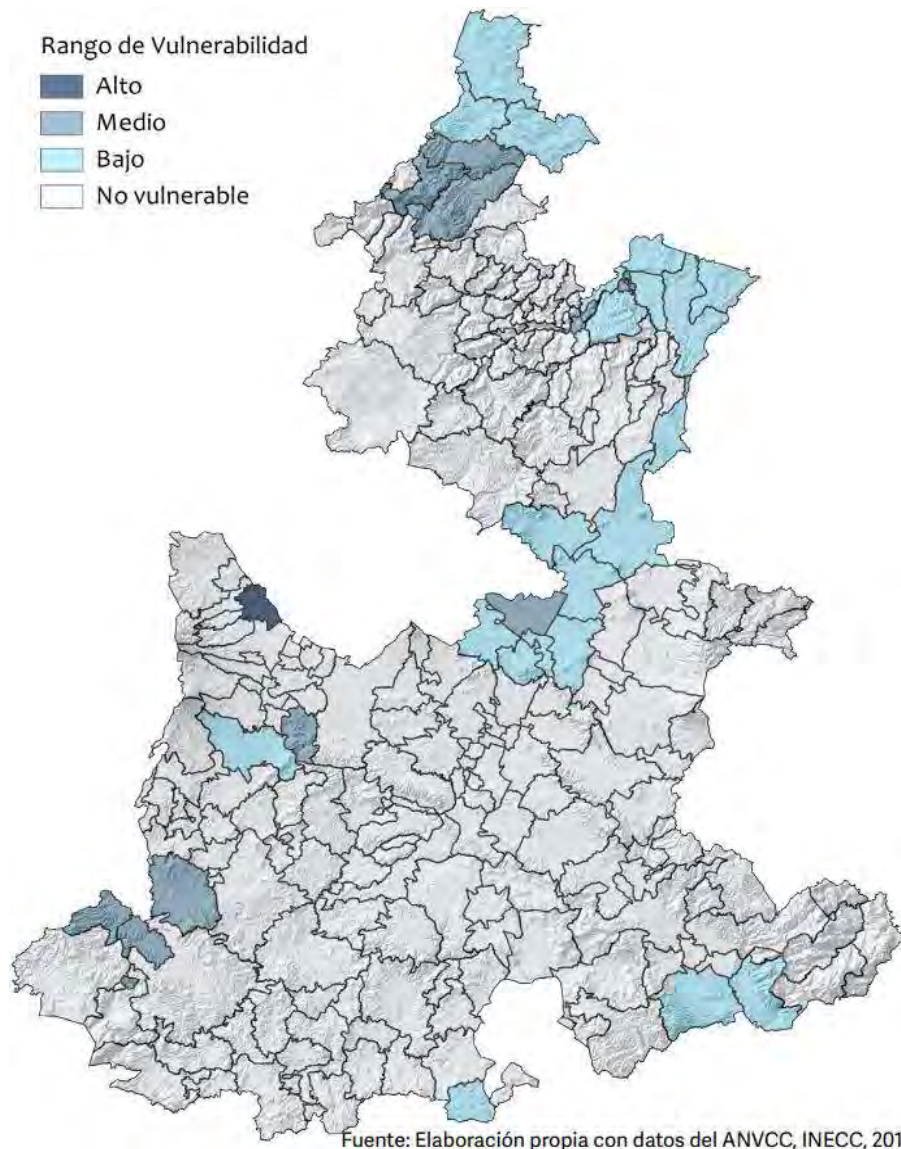 Rango de Vulnerabilidad
Alto
Medio
Bajo
No vulnerable
Fuente: Elaboración propia con datos del ANVCC, INECC, 201